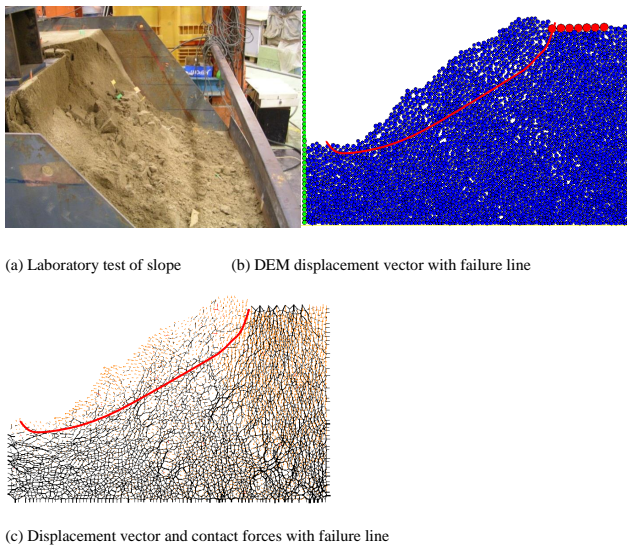 (a) Laboratory test of slope
(b) DEM displacement vector with failure line
(c) Displacement vector and contact forces with failure line